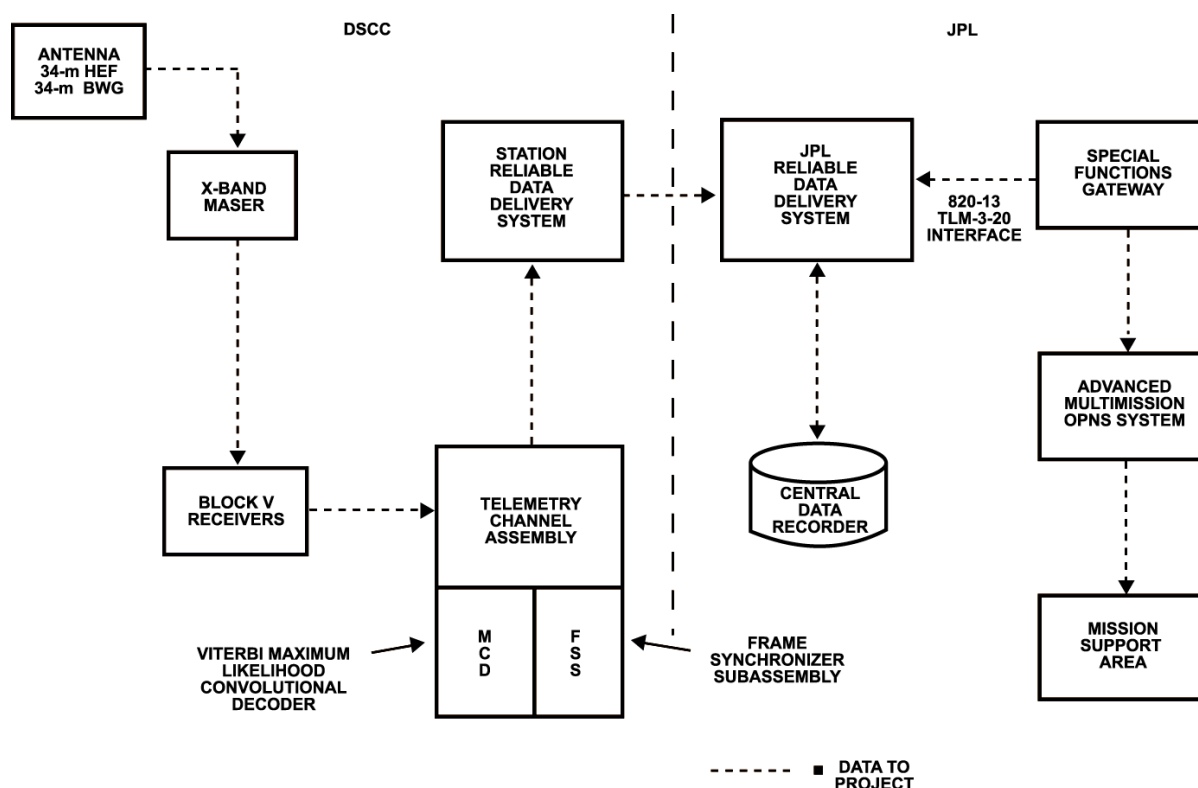 DSCC
JPL
ANTENNA
34-m HEF
34-m BWG
X-BAND
MASER
BLOCK V
RECEIVERS
STATION
RELIABLE
DATA
DELIVERY
SYSTEM
TELEMETRY
CHANNEL
ASSEMBLY
M
C
D
F
S
S
VITERBI MAXIMUM
LIKELIHOOD
CONVOLUTIONAL
DECODER
FRAME
SYNCHRONIZER
SUBASSEMBLY
JPL
RELIABLE
DATA
DELIVERY
SYSTEM
820-13
TLM-3-20
INTERFACE
SPECIAL
FUNCTIONS
GATEWAY
CENTRAL
DATA
RECORDER
ADVANCED
MULTIMISSION
OPNS SYSTEM
MISSION
SUPPORT
AREA
DATA TO
PROJECT